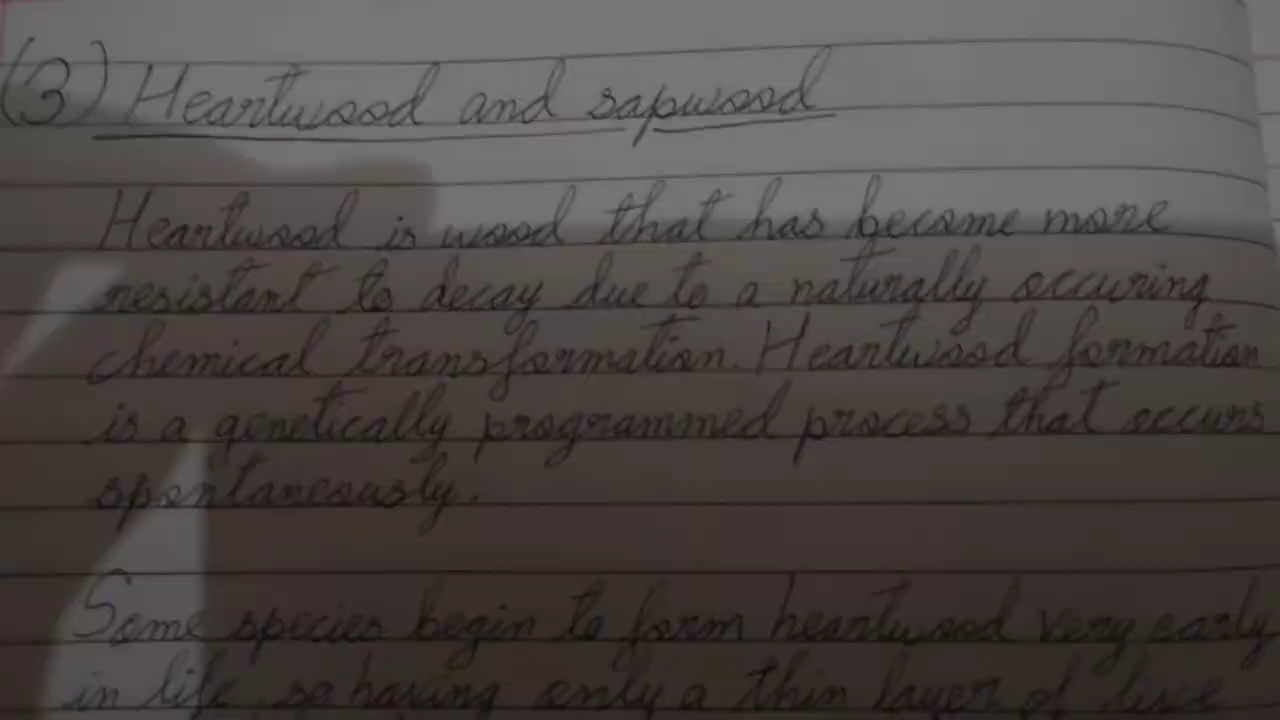 (3) Heartwood and sapwood
Heartwood is wood that has become more
resistant to decay due to a naturally occuring
chemical transformation. Heartwood formation
is a genetically programmed process that occurs
spontaneously.
Some species begin to form heartwood very early
in life, so having only a thin layer of live